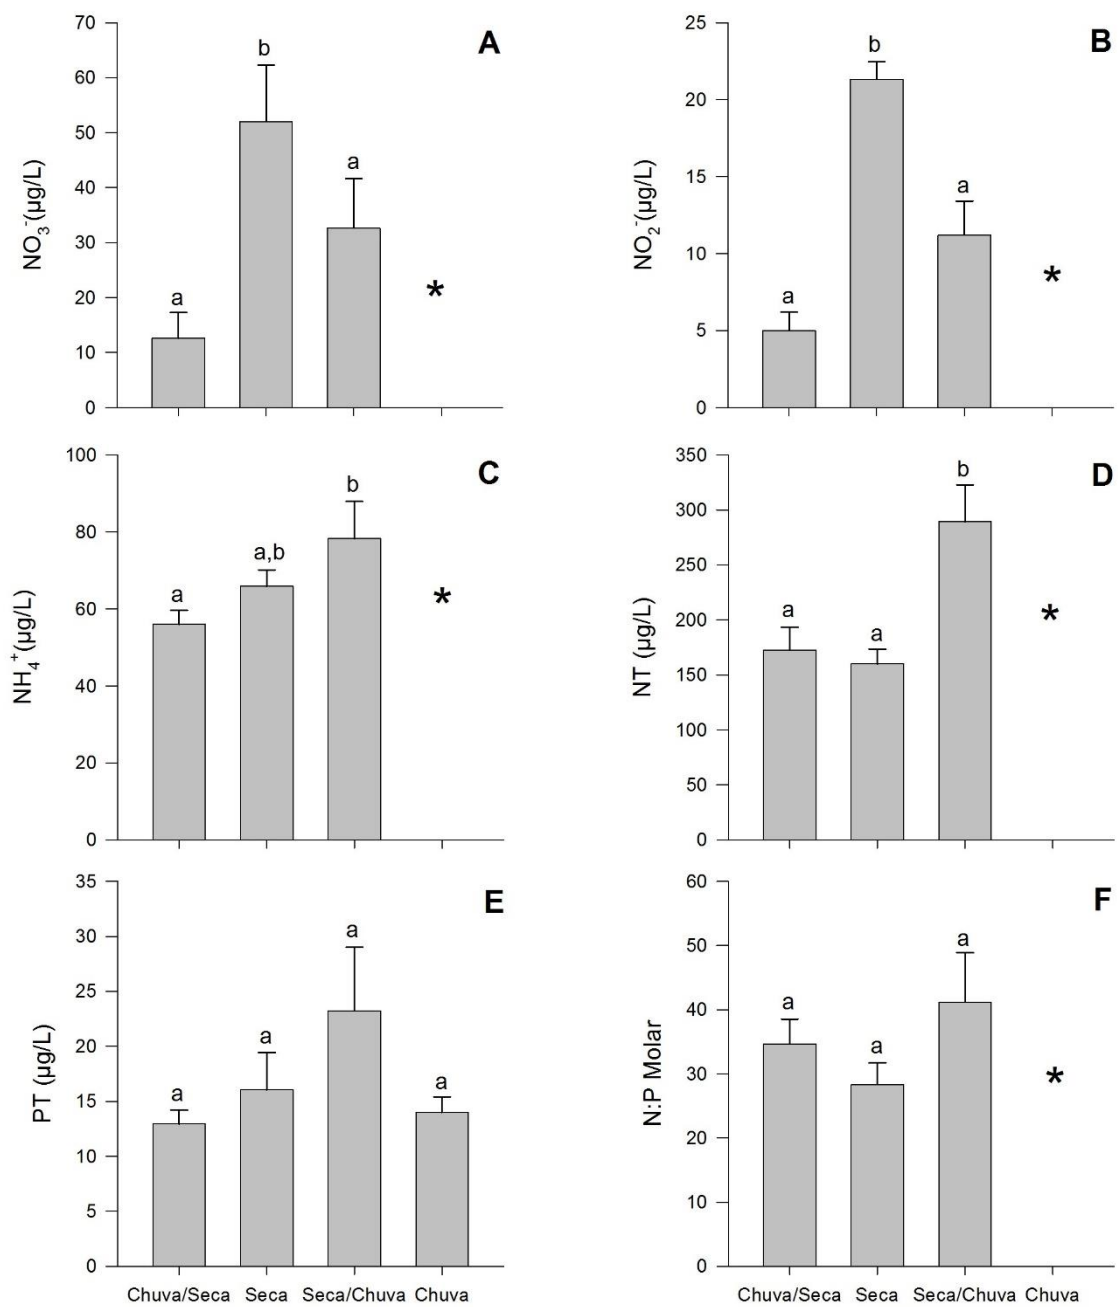 70
60
50
40
30
20
10
0
NO₃⁻(µg/L)
a
b
a
*
A
25
20
15
10
5
0
NO₂⁻(µg/L)
a
b
a
*
B
100
80
60
40
20
0
NH₄⁺(µg/L)
a
a,b
b
*
C
350
300
250
200
150
100
50
0
NT (µg/L)
a
a
b
*
D
35
30
25
20
15
10
5
0
PT (µg/L)
a
a
a
a
E
Chuva/Seca Seca Seca/Chuva Chuva
60
50
40
30
20
10
0
N:P Molar
a
a
a
*
F
Chuva/Seca Seca Seca/Chuva Chuva